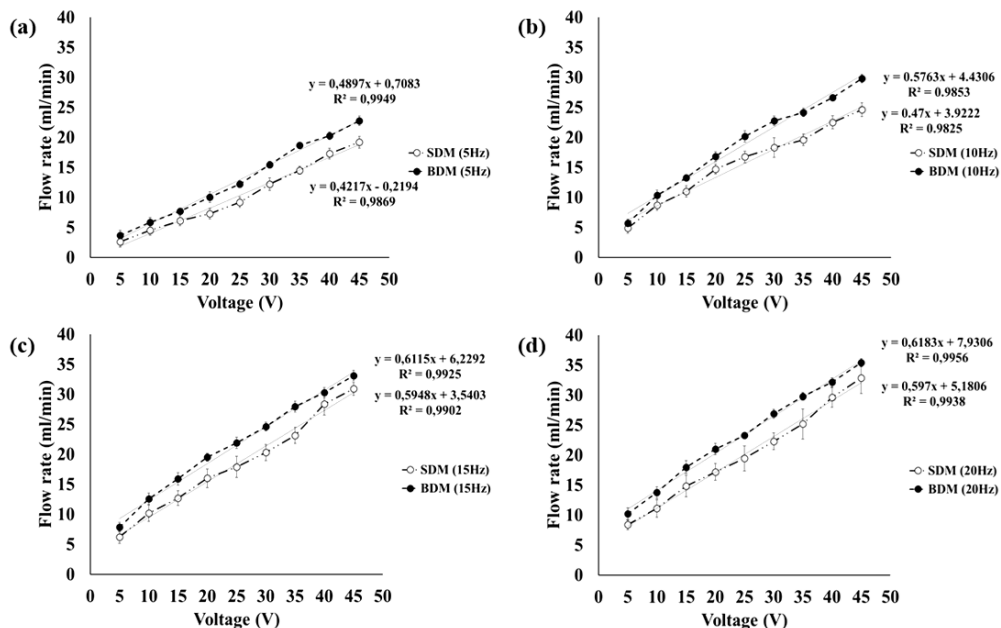 (a)
Flow rate (ml/min)
40
35
30
25
20
15
10
5
0
y = 0,4897x + 0,7083
R² = 0,9949
y = 0,4217x - 0,2194
R² = 0,9869
SDM (5Hz)
BDM (5Hz)
0 5 10 15 20 25 30 35 40 45 50
Voltage (V)
(b)
Flow rate (ml/min)
40
35
30
25
20
15
10
5
0
y = 0.5763x + 4.4306
R² = 0.9853
y = 0.47x + 3.9222
R² = 0.9825
SDM (10Hz)
BDM (10Hz)
0 5 10 15 20 25 30 35 40 45 50
Voltage (V)
(c)
Flow rate (ml/min)
40
35
30
25
20
15
10
5
0
y = 0,6115x + 6,2292
R² = 0,9925
y = 0,5948x + 3,5403
R² = 0,9902
SDM (15Hz)
BDM (15Hz)
0 5 10 15 20 25 30 35 40 45 50
Voltage (V)
(d)
Flow rate (ml/min)
40
35
30
25
20
15
10
5
0
y = 0,6183x + 7,9306
R² = 0,9956
y = 0,597x + 5,1806
R² = 0,9938
SDM (20Hz)
BDM (20Hz)
0 5 10 15 20 25 30 35 40 45 50
Voltage (V)